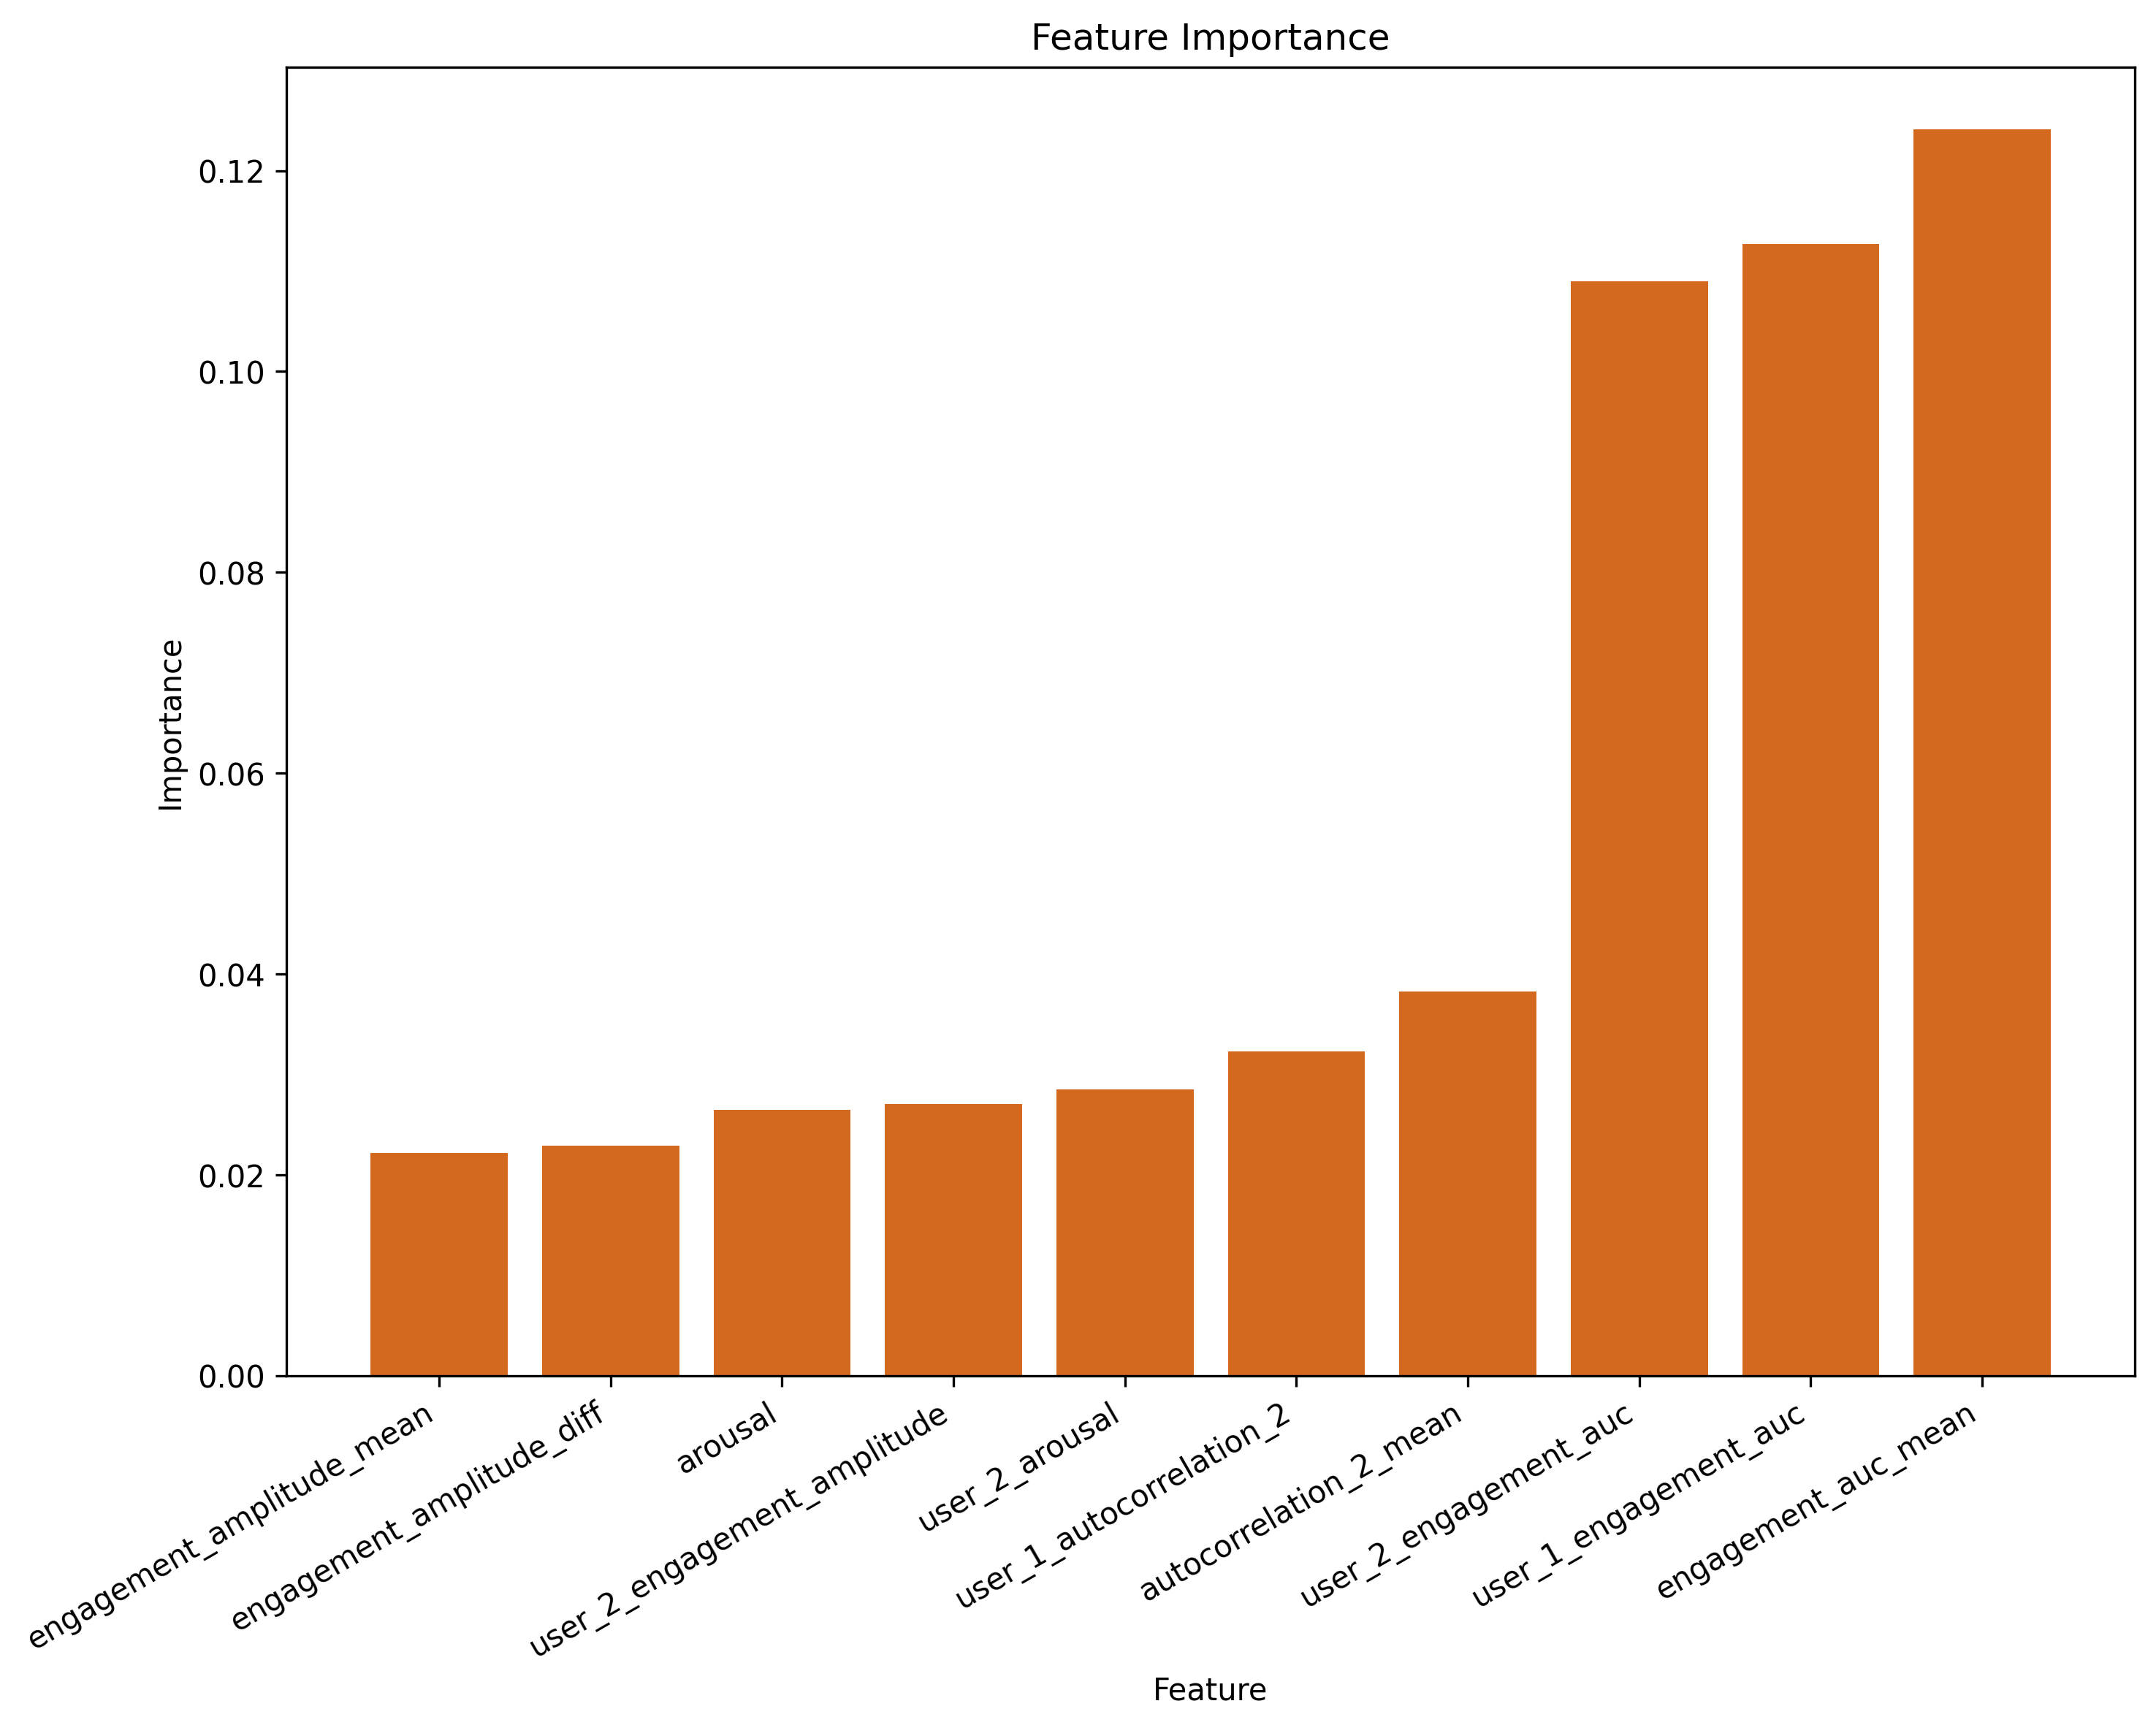 Feature Importance
Importance
0.12
0.10
0.08
0.06
0.04
0.02
0.00
engagement_amplitude_mean
engagement_amplitude_diff
arousal
user_2_engagement_amplitude
user_2_arousal
user_1_autocorrelation_2
autocorrelation_2_mean
user_2_engagement_auc
user_1_engagement_auc
engagement_auc_mean
Feature